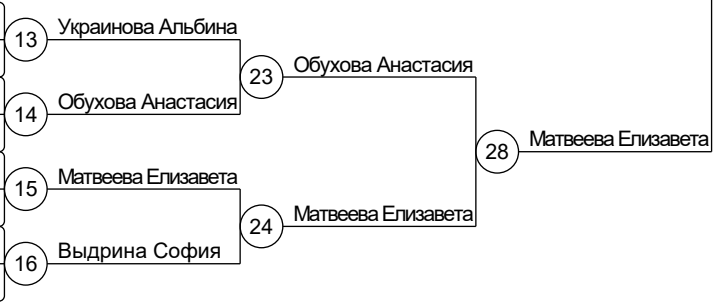 13
Украинова Альбина
14
Обухова Анастасия
15
Матвеева Елизавета
16
Выдрина София
23
Обухова Анастасия
24
Матвеева Елизавета
28
Матвеева Елизавета